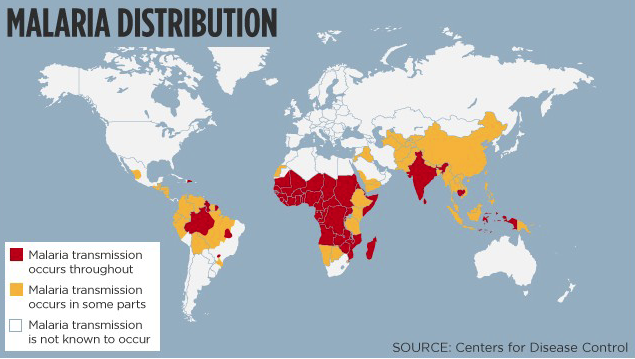 MALARIA DISTRIBUTION
Malaria transmission
occurs throughout
Malaria transmission
occurs in some parts
Malaria transmission
is not known to occur
SOURCE: Centers for Disease Control